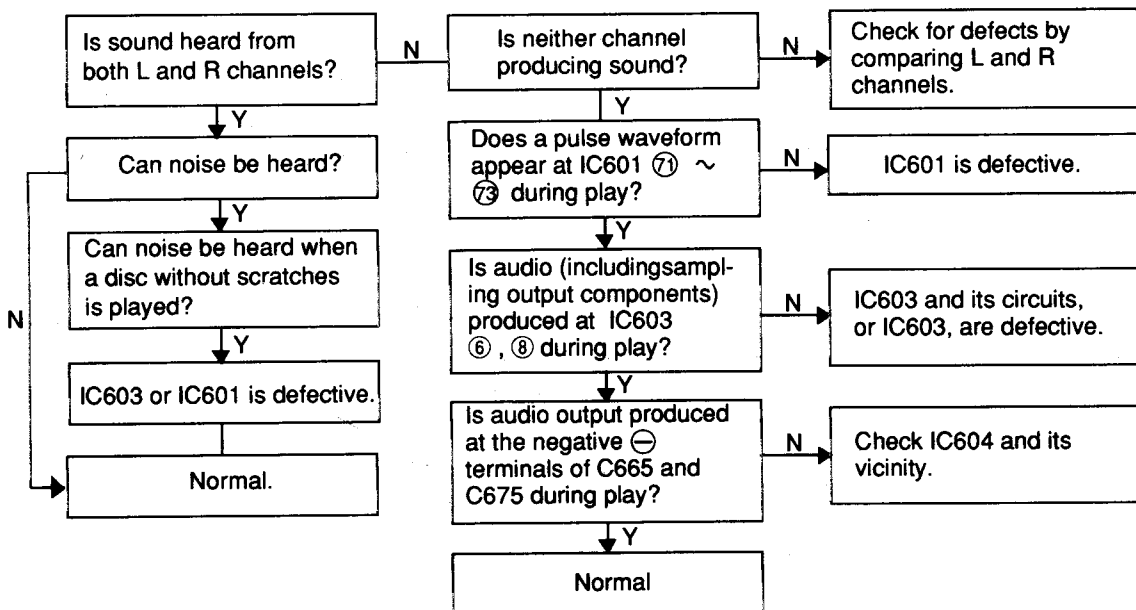 Is sound heard from
both L and R channels?
N
Y
Can noise be heard?
N
Y
Can noise be heard when
a disc without scratches
is played?
Y
IC603 or IC601 is defective.
Normal.
Is neither channel
producing sound?
N
Check for defects by
comparing L and R
channels.
Y
Does a pulse waveform
appear at IC601 ⑦① ~
⑦③ during play?
N
IC601 is defective.
Y
Is audio (includingsampl-
ing output components)
produced at IC603
⑥ , ⑧ during play?
N
IC603 and its circuits,
or IC603, are defective.
Y
Is audio output produced
at the negative ⊖
terminals of C665 and
C675 during play?
N
Check IC604 and its
vicinity.
Y
Normal